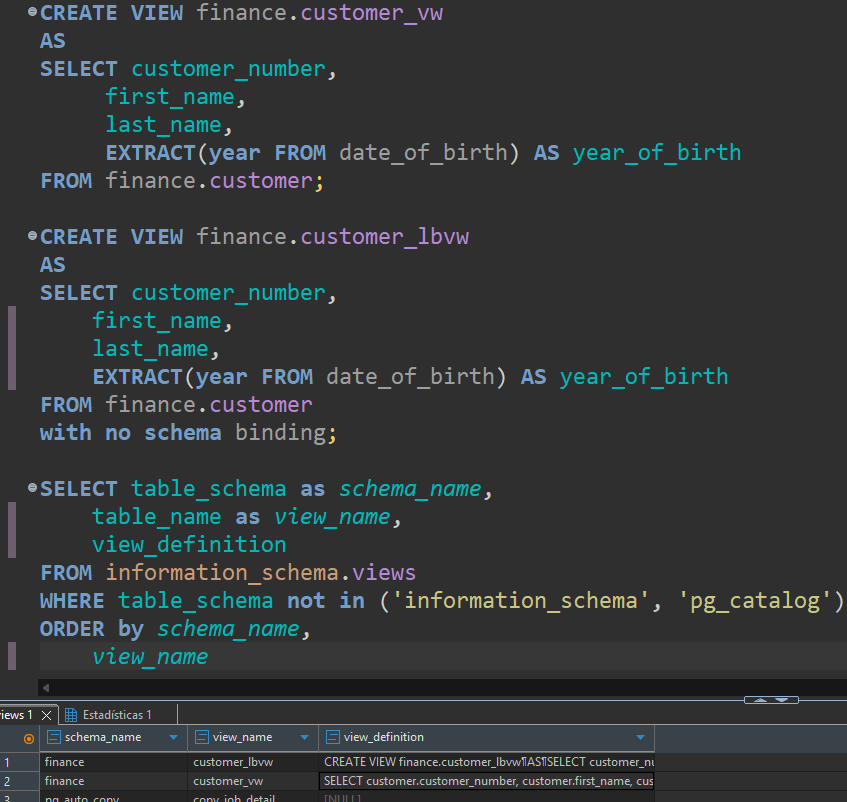 CREATE VIEW finance.customer_vw
AS
SELECT customer_number,
first_name,
last_name,
EXTRACT(year FROM date_of_birth) AS year_of_birth
FROM finance.customer;
CREATE VIEW finance.customer_lbvw
AS
SELECT customer_number,
first_name,
last_name,
EXTRACT(year FROM date_of_birth) AS year_of_birth
FROM finance.customer
with no schema binding;
SELECT table_schema as schema_name,
table_name as view_name,
view_definition
FROM information_schema.views
WHERE table_schema not in ('information_schema', 'pg_catalog')
ORDER by schema_name,
view_name
iews 1 Estadísticas 1
schema_name view_name view_definition
1 finance customer_lbvw CREATE VIEW finance.customer_lbvw¶AS¶SELECT customer_nu
2 finance customer_vw SELECT customer.customer_number, customer.first_name, cus
3 pg_auto_copy copy_job_detail [NULL]